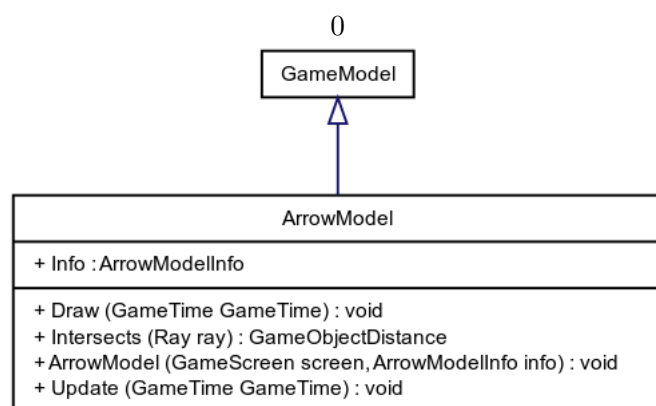 0
GameModel
ArrowModel
+ Info : ArrowModelInfo
+ Draw (GameTime GameTime) : void
+ Intersects (Ray ray) : GameObjectDistance
+ ArrowModel (GameScreen screen, ArrowModelInfo info) : void
+ Update (GameTime GameTime) : void